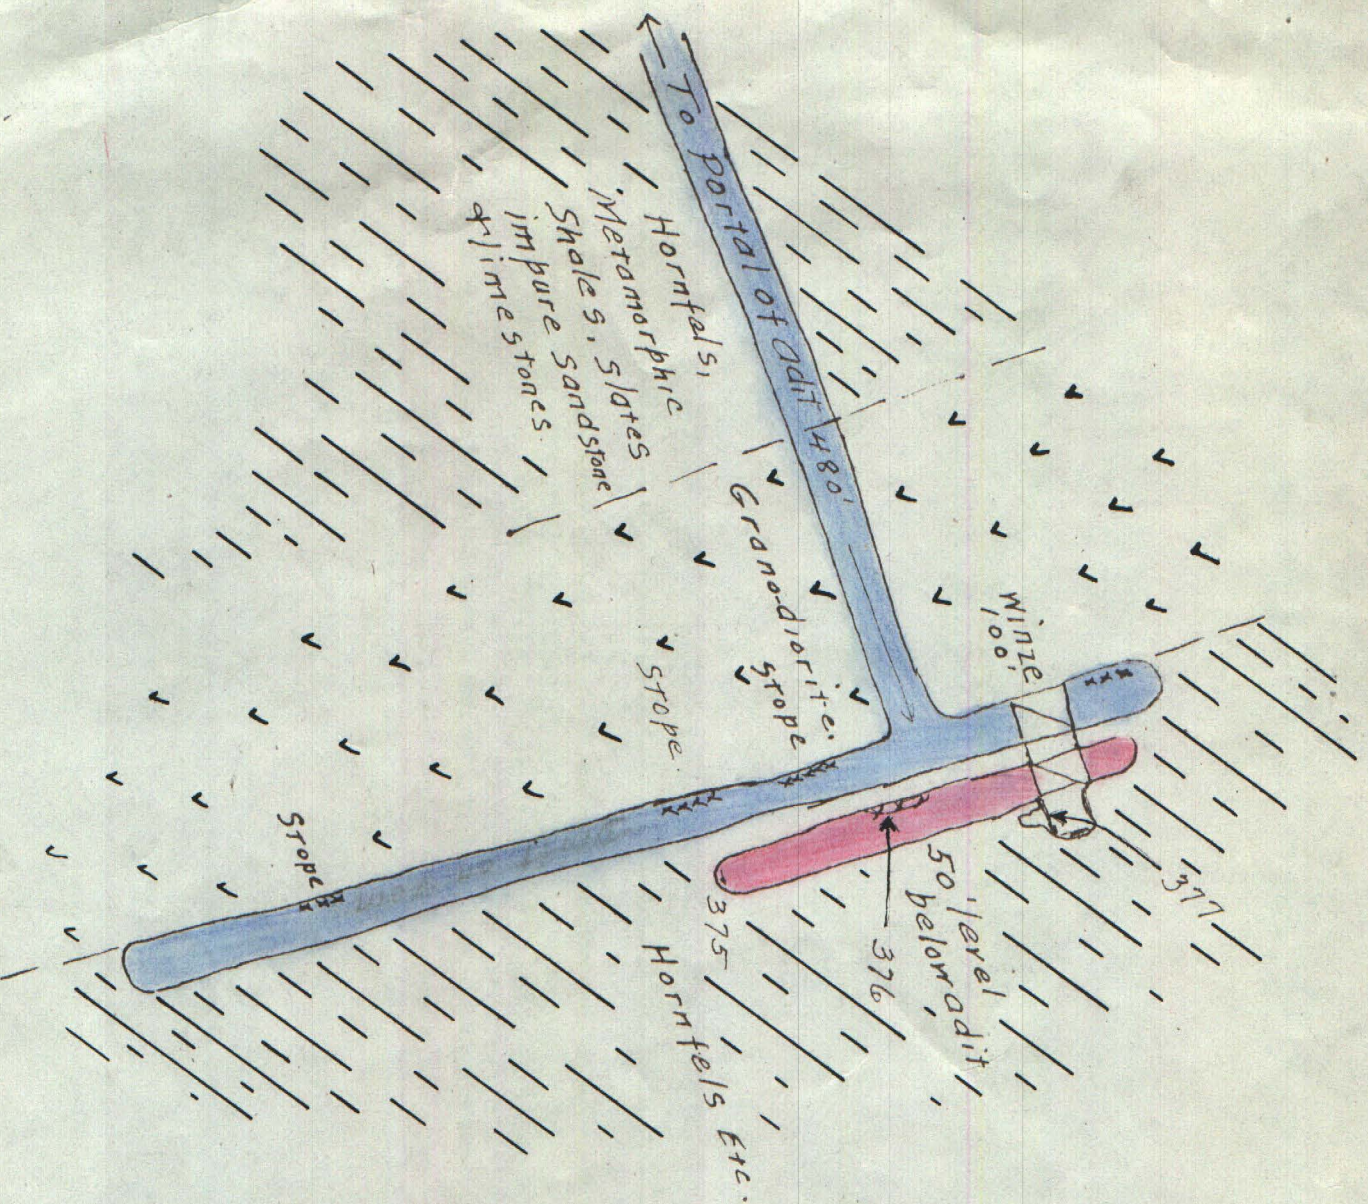 To Portal of adit 480'
Hornfals,
Metamorphic
Shales, Slates
impure sandstone
& limestones.
Grano-diorite.
Stope
Stope
Stope
Winze
100'
50' level
below adit
375
376
377
Hornfels Etc.